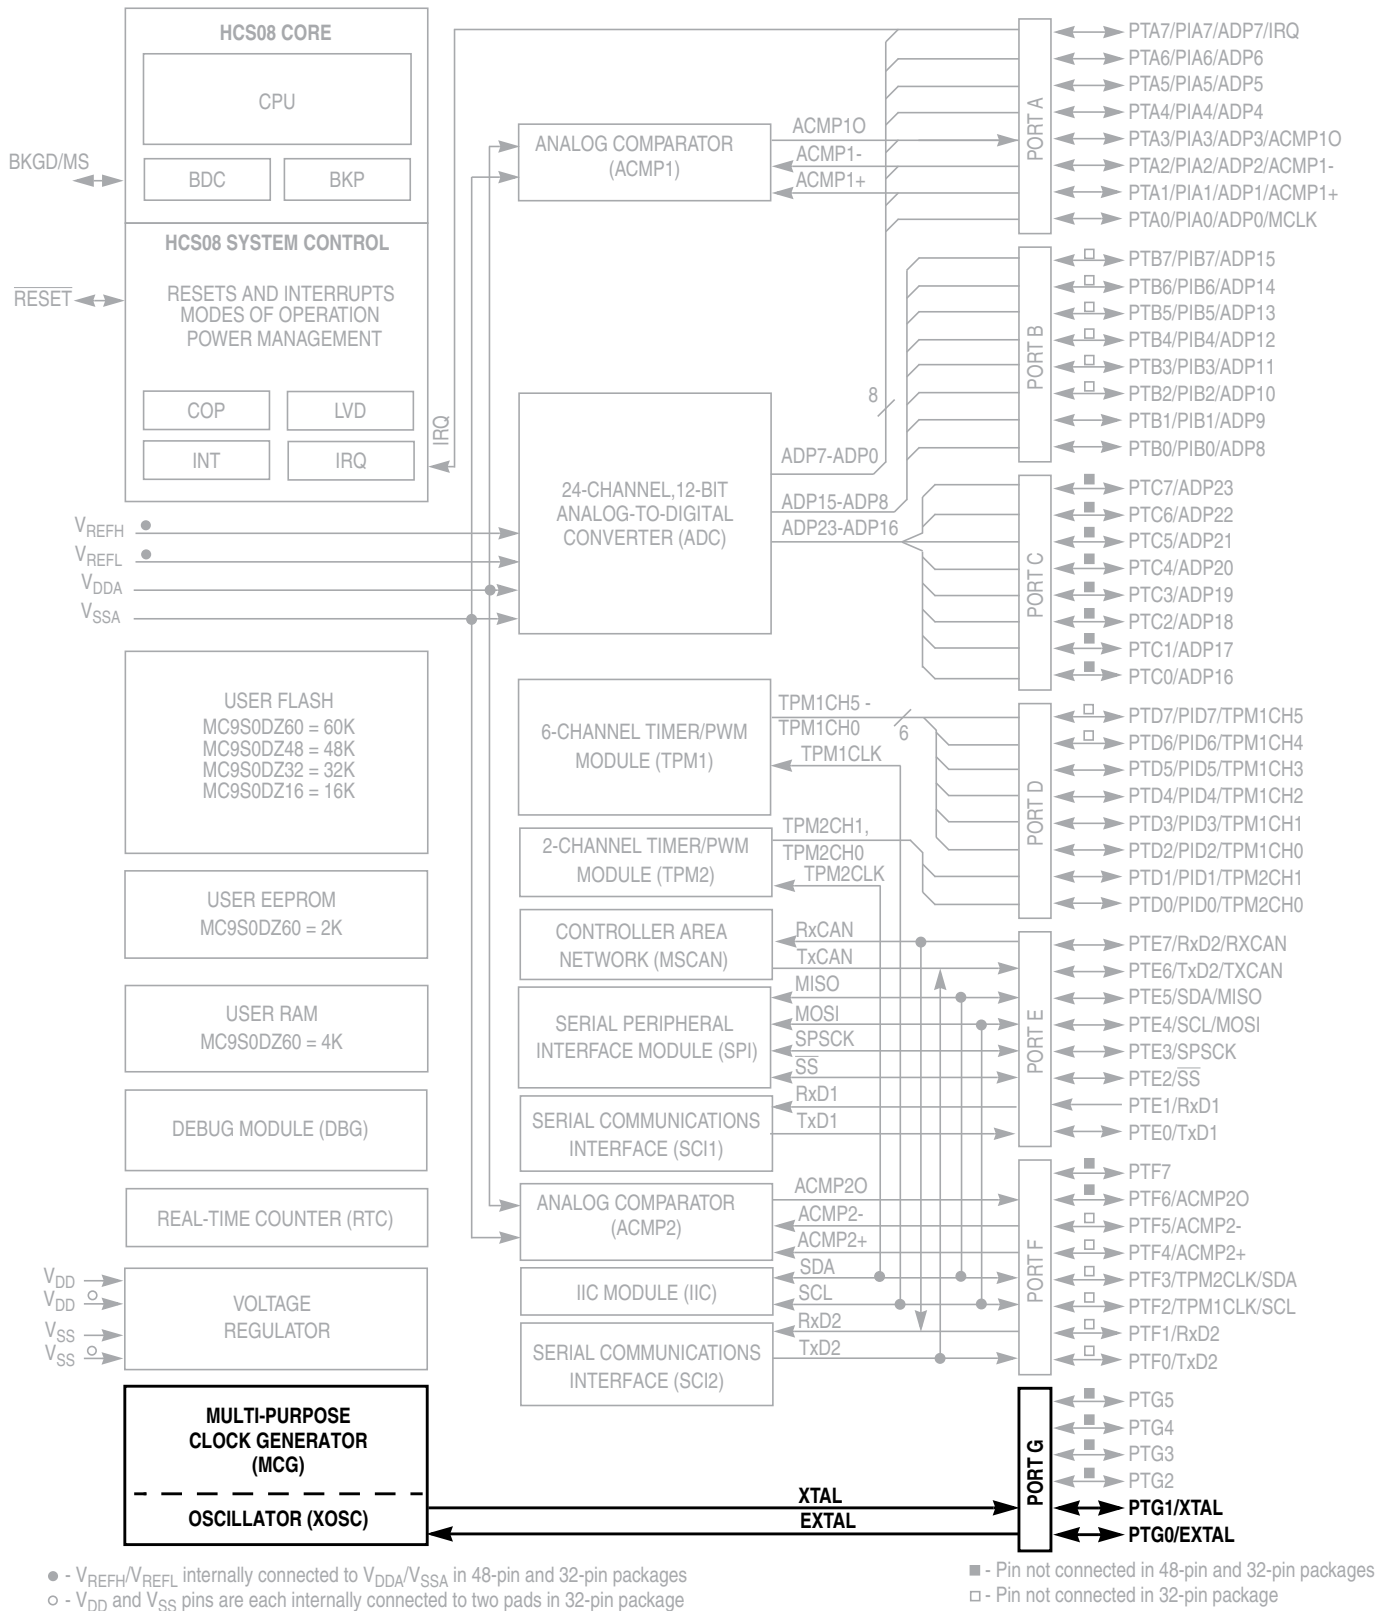 HCS08 CORE
CPU
BDC
BKP
BKGD/MS
HCS08 SYSTEM CONTROL
RESETS AND INTERRUPTS
MODES OF OPERATION
POWER MANAGEMENT
RESET
COP
LVD
INT
IRQ
IRQ
VREFH
VREFL
VDDA
VSSA
USER FLASH
MC9S0DZ60 = 60K
MC9S0DZ48 = 48K
MC9S0DZ32 = 32K
MC9S0DZ16 = 16K
USER EEPROM
MC9S0DZ60 = 2K
USER RAM
MC9S0DZ60 = 4K
DEBUG MODULE (DBG)
REAL-TIME COUNTER (RTC)
VDD
VDD
VSS
VSS
VOLTAGE
REGULATOR
MULTI-PURPOSE
CLOCK GENERATOR
(MCG)
OSCILLATOR (XOSC)
ANALOG COMPARATOR
(ACMP1)
ACMP1O
ACMP1-
ACMP1+
24-CHANNEL,12-BIT
ANALOG-TO-DIGITAL
CONVERTER (ADC)
8
ADP7-ADP0
ADP15-ADP8
ADP23-ADP16
6-CHANNEL TIMER/PWM
MODULE (TPM1)
TPM1CH5 -
TPM1CH0
6
TPM1CLK
2-CHANNEL TIMER/PWM
MODULE (TPM2)
TPM2CH1,
TPM2CH0
TPM2CLK
CONTROLLER AREA
NETWORK (MSCAN)
RxCAN
TxCAN
SERIAL PERIPHERAL
INTERFACE MODULE (SPI)
MISO
MOSI
SPSCK
SS
SERIAL COMMUNICATIONS
INTERFACE (SCI1)
RxD1
TxD1
ANALOG COMPARATOR
(ACMP2)
ACMP2O
ACMP2-
ACMP2+
IIC MODULE (IIC)
SDA
SCL
SERIAL COMMUNICATIONS
INTERFACE (SCI2)
RxD2
TxD2
XTAL
EXTAL
PORT A
PTA7/PIA7/ADP7/IRQ
PTA6/PIA6/ADP6
PTA5/PIA5/ADP5
PTA4/PIA4/ADP4
PTA3/PIA3/ADP3/ACMP1O
PTA2/PIA2/ADP2/ACMP1-
PTA1/PIA1/ADP1/ACMP1+
PTA0/PIA0/ADP0/MCLK
PORT B
PTB7/PIB7/ADP15
PTB6/PIB6/ADP14
PTB5/PIB5/ADP13
PTB4/PIB4/ADP12
PTB3/PIB3/ADP11
PTB2/PIB2/ADP10
PTB1/PIB1/ADP9
PTB0/PIB0/ADP8
PORT C
PTC7/ADP23
PTC6/ADP22
PTC5/ADP21
PTC4/ADP20
PTC3/ADP19
PTC2/ADP18
PTC1/ADP17
PTC0/ADP16
PORT D
PTD7/PID7/TPM1CH5
PTD6/PID6/TPM1CH4
PTD5/PID5/TPM1CH3
PTD4/PID4/TPM1CH2
PTD3/PID3/TPM1CH1
PTD2/PID2/TPM1CH0
PTD1/PID1/TPM2CH1
PTD0/PID0/TPM2CH0
PORT E
PTE7/RxD2/RXCAN
PTE6/TxD2/TXCAN
PTE5/SDA/MISO
PTE4/SCL/MOSI
PTE3/SPSCK
PTE2/SS
PTE1/RxD1
PTE0/TxD1
PORT F
PTF7
PTF6/ACMP2O
PTF5/ACMP2-
PTF4/ACMP2+
PTF3/TPM2CLK/SDA
PTF2/TPM1CLK/SCL
PTF1/RxD2
PTF0/TxD2
PORT G
PTG5
PTG4
PTG3
PTG2
PTG1/XTAL
PTG0/EXTAL
● - VREFH/VREFL internally connected to VDDA/VSSA in 48-pin and 32-pin packages
○ - VDD and VSS pins are each internally connected to two pads in 32-pin package
■ - Pin not connected in 48-pin and 32-pin packages
□ - Pin not connected in 32-pin package